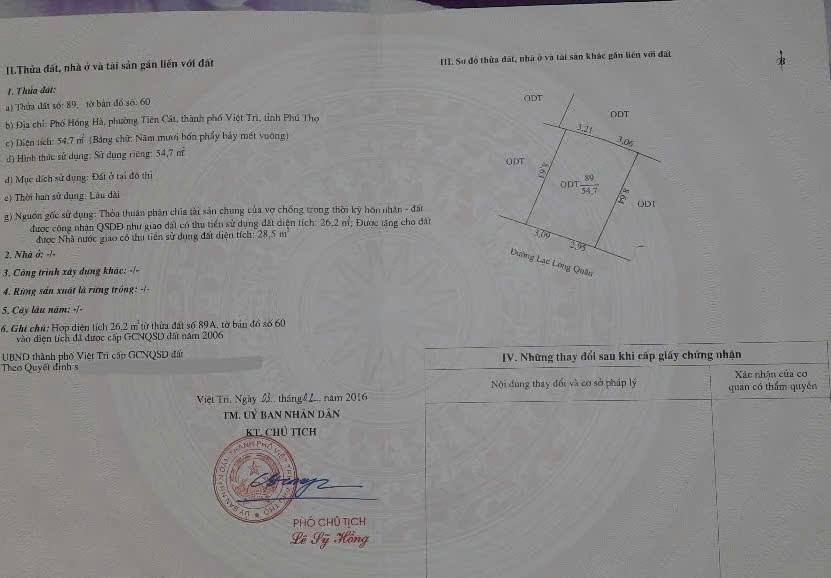 II.Thửa đất, nhà ở và tài sản gắn liền với đất
1. Thửa đất:
a) Thửa đất số: 89, tờ bản đồ số: 60
b) Địa chỉ: Phố Hồng Hà, phường Tiên Cát, thành phố Việt Trì, tỉnh Phú Thọ
c) Diện tích: 54,7 m² (Bằng chữ: Năm mươi bốn phẩy bảy mét vuông)
d) Hình thức sử dụng: Sử dụng riêng: 54,7 m²
đ) Mục đích sử dụng: Đất ở tại đô thị
e) Thời hạn sử dụng: Lâu dài
g) Nguồn gốc sử dụng: Thỏa thuận phân chia tài sản chung của vợ chồng trong thời kỳ hôn nhân - đất
được công nhận QSDĐ như giao đất có thu tiền sử dụng đất diện tích: 26,2 m²; Được tặng cho đất
được Nhà nước giao có thu tiền sử dụng đất diện tích: 28,5 m²
2. Nhà ở: -/-
3. Công trình xây dựng khác: -/-
4. Rừng sản xuất là rừng trồng: -/-
5. Cây lâu năm: -/-
6. Ghi chú: Hợp diện tích 26,2 m² từ thửa đất số 89A, tờ bản đồ số 60
vào diện tích đã được cấp GCNQSD đất năm 2006
UBND thành phố Việt Trì cấp GCNQSD đất
Theo Quyết định s
Việt Trì, Ngày 03 tháng năm 2016
TM. UỶ BAN NHÂN DÂN
KT. CHỦ TỊCH
PHÓ CHỦ TỊCH
Lê Sỹ Hồng
III. Sơ đồ thửa đất, nhà ở và tài sản khác gắn liền với đất
B
ODT
ODT
3,21
3,06
ODT
8,61
ODT
89
54,7
8,64
ODT
3,09
2,95
Đường Lạc Long Quân
IV. Những thay đổi sau khi cấp giấy chứng nhận
Nội dung thay đổi và cơ sở pháp lý
Xác nhận của cơ
quan có thẩm quyền